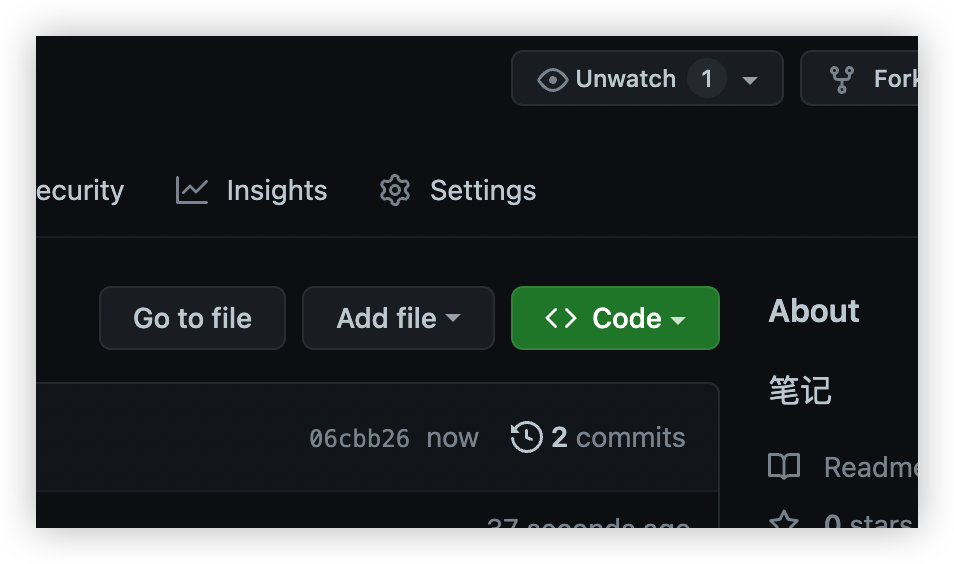 Unwatch 1 Fork
ecurity Insights Settings
Go to file Add file <> Code
About
笔记
06cbb26 now 2 commits
Readme
37 seconds ago
0 stars